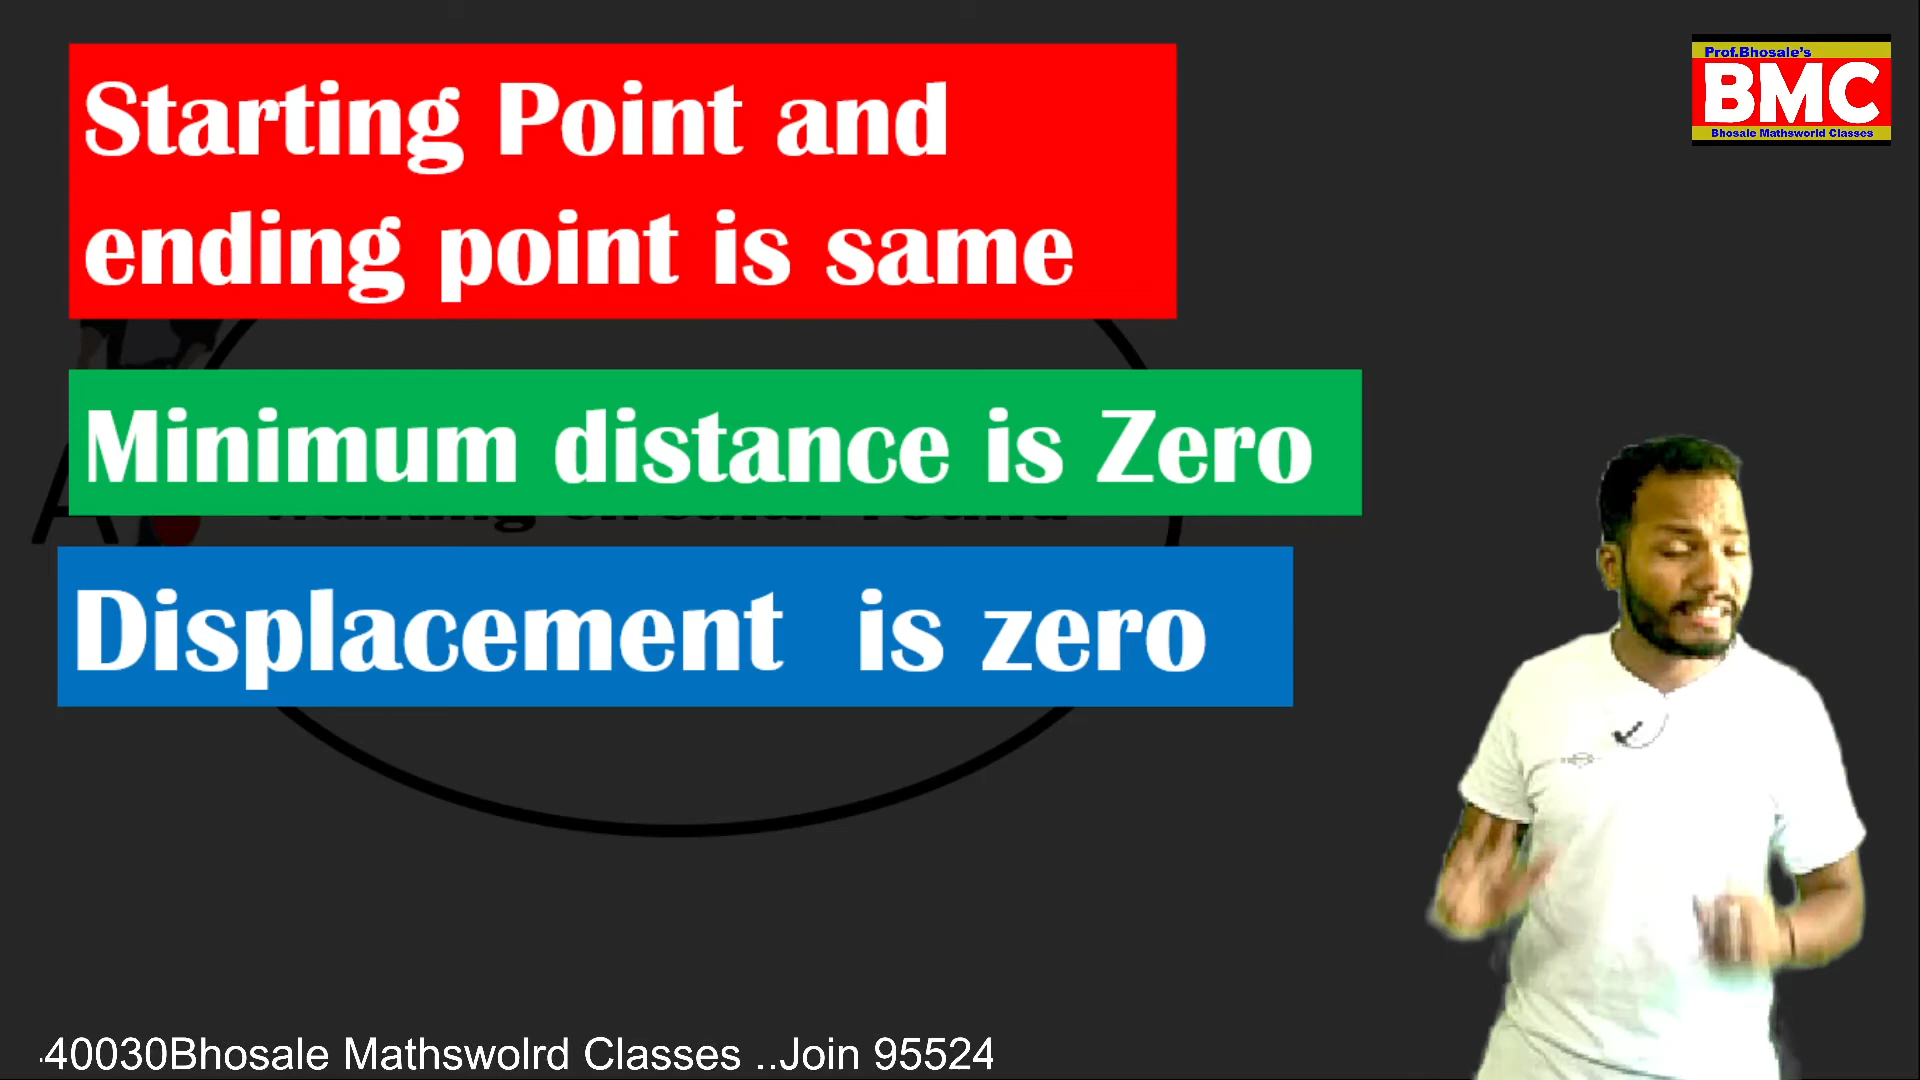 Prof.Bhosale's
BMC
Bhosale Mathsworld Classes
Starting Point and
ending point is same
Minimum distance is Zero
A
Displacement is zero
40030Bhosale Mathswolrd Classes ..Join 95524